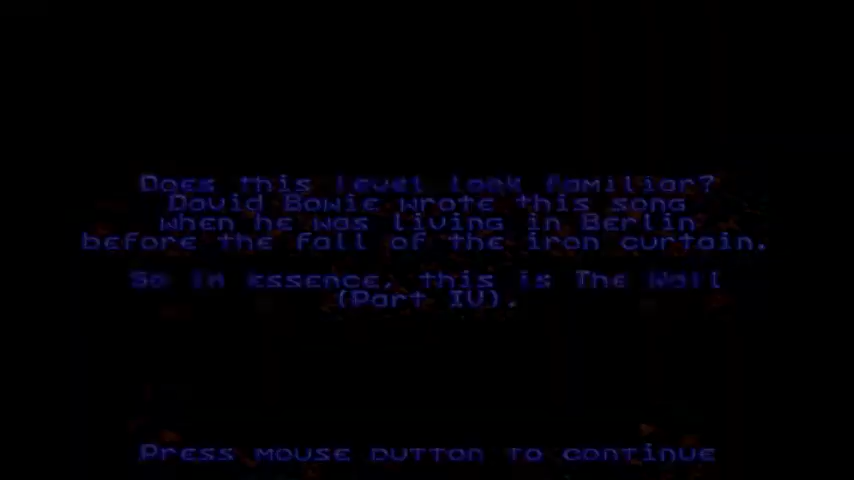 Does this level look familiar?
David Bowie wrote this song
when he was living in Berlin
before the fall of the iron curtain.
So in essence, this is The Wall
(Part IV).
Press mouse button to continue